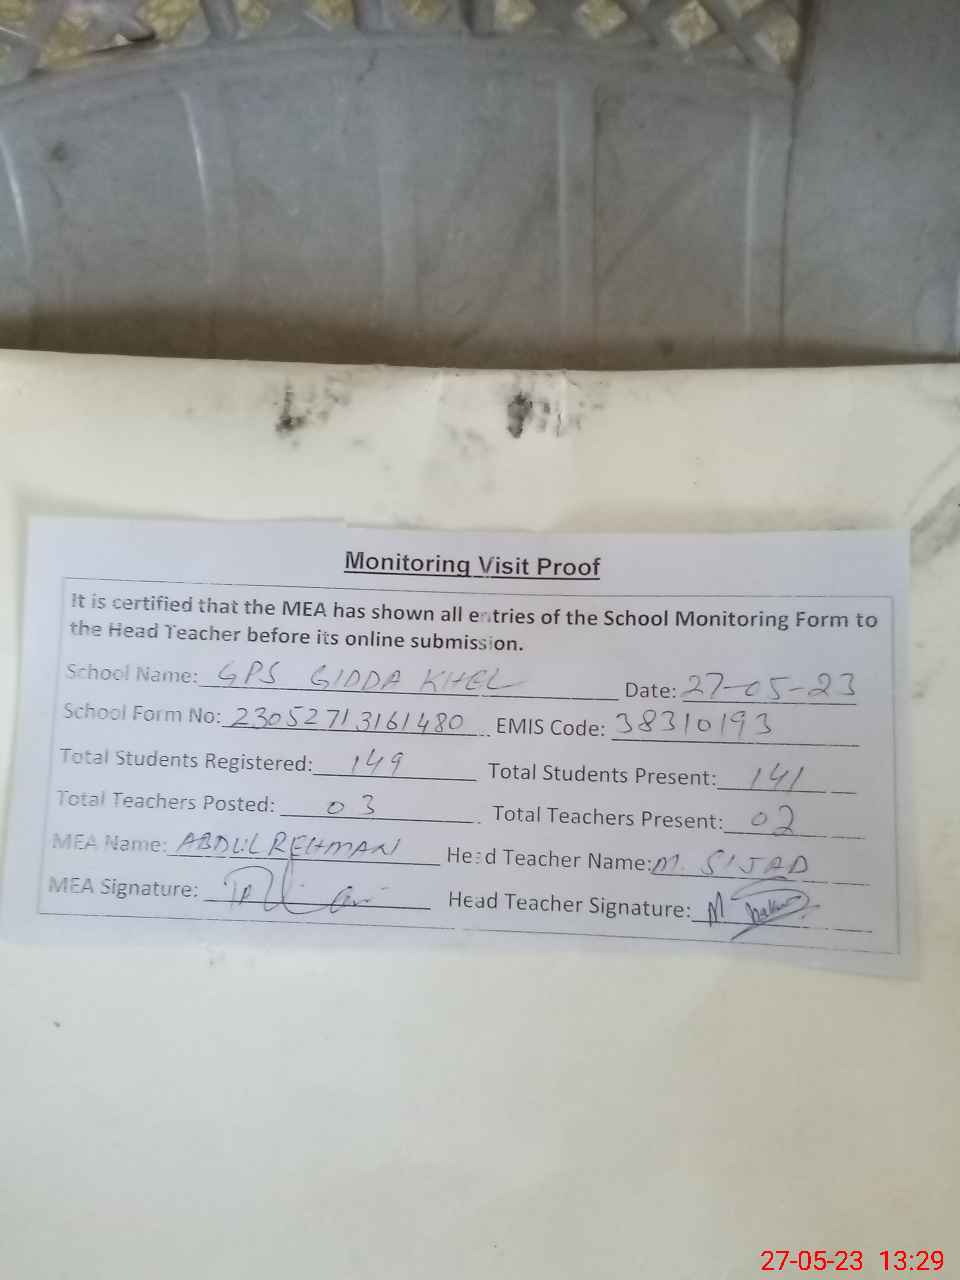 Monitoring Visit Proof
It is certified that the MEA has shown all entries of the School Monitoring Form to
the Head Teacher before its online submission.
School Name: GPS GIDDA KHEL Date: 27-05-23
School Form No: 23052713161480 EMIS Code: 38310193
Total Students Registered: 149 Total Students Present: 141
Total Teachers Posted: 03 Total Teachers Present: 02
MEA Name: ABDUL REHMAN Head Teacher Name: M. SIJAD
MEA Signature: Head Teacher Signature: M
27-05-23 13:29